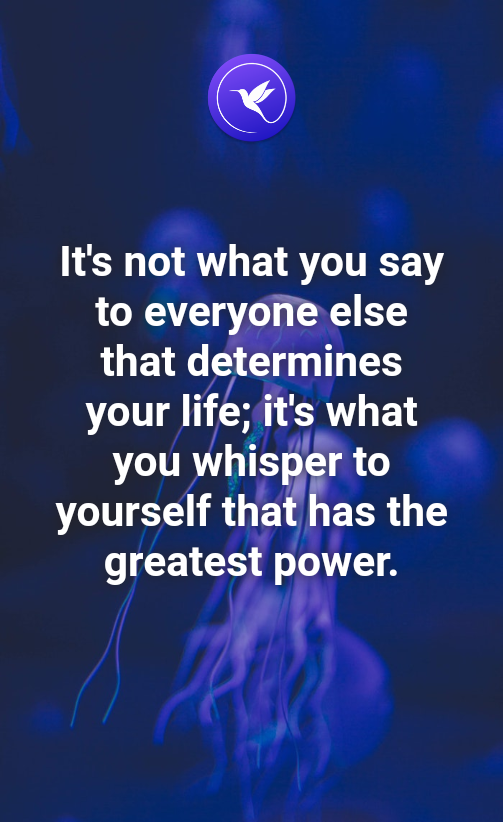 It's not what you say
to everyone else
that determines
your life; it's what
you whisper to
yourself that has the
greatest power.